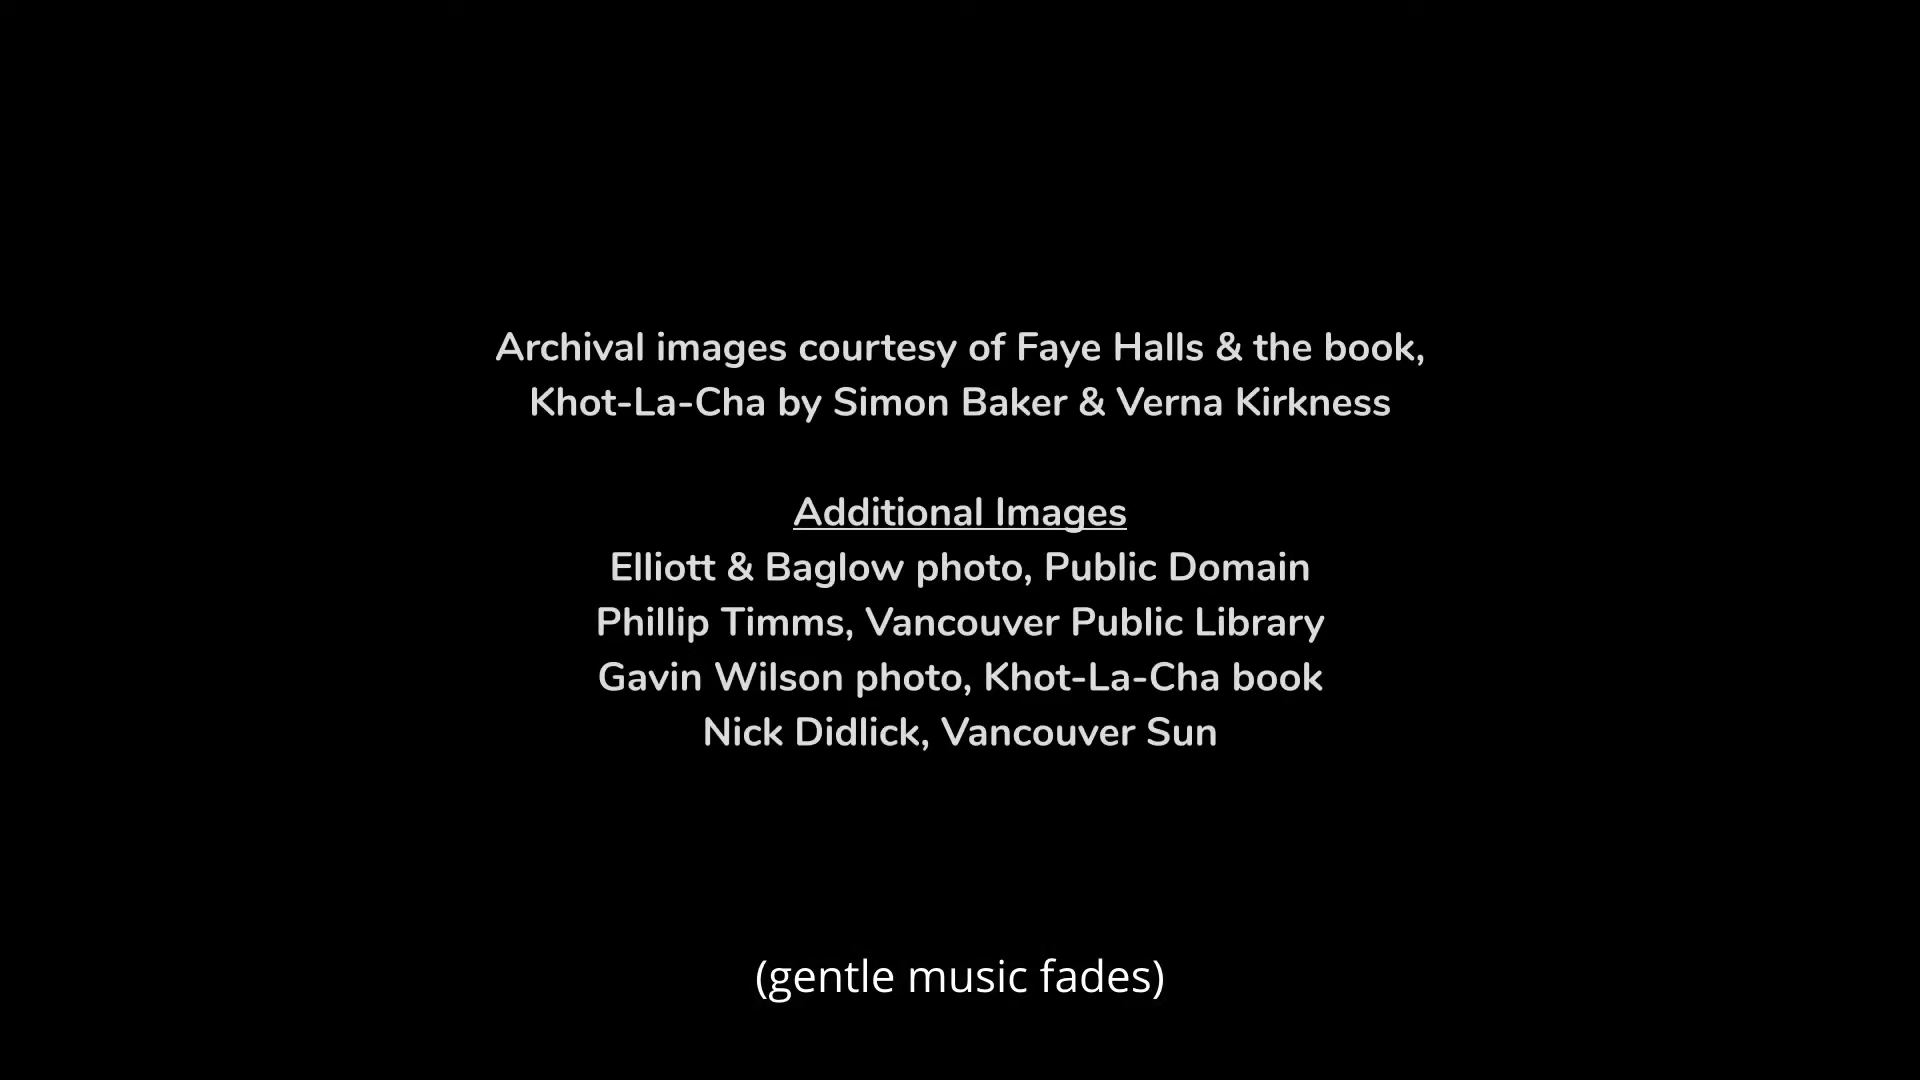 Archival images courtesy of Faye Halls & the book,
Khot-La-Cha by Simon Baker & Verna Kirkness
Additional Images
Elliott & Baglow photo, Public Domain
Phillip Timms, Vancouver Public Library
Gavin Wilson photo, Khot-La-Cha book
Nick Didlick, Vancouver Sun
(gentle music fades)